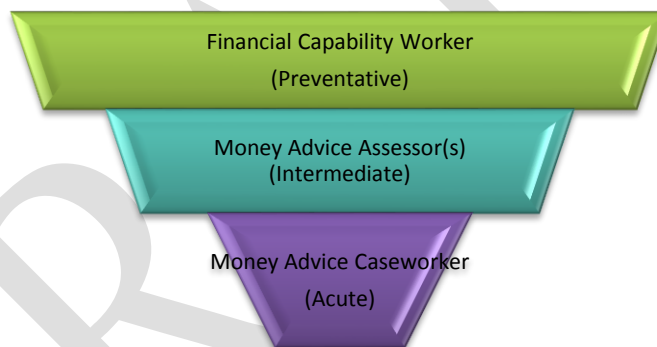 Financial Capability Worker
(Preventative)
Money Advice Assessor(s)
(Intermediate)
Money Advice Caseworker
(Acute)